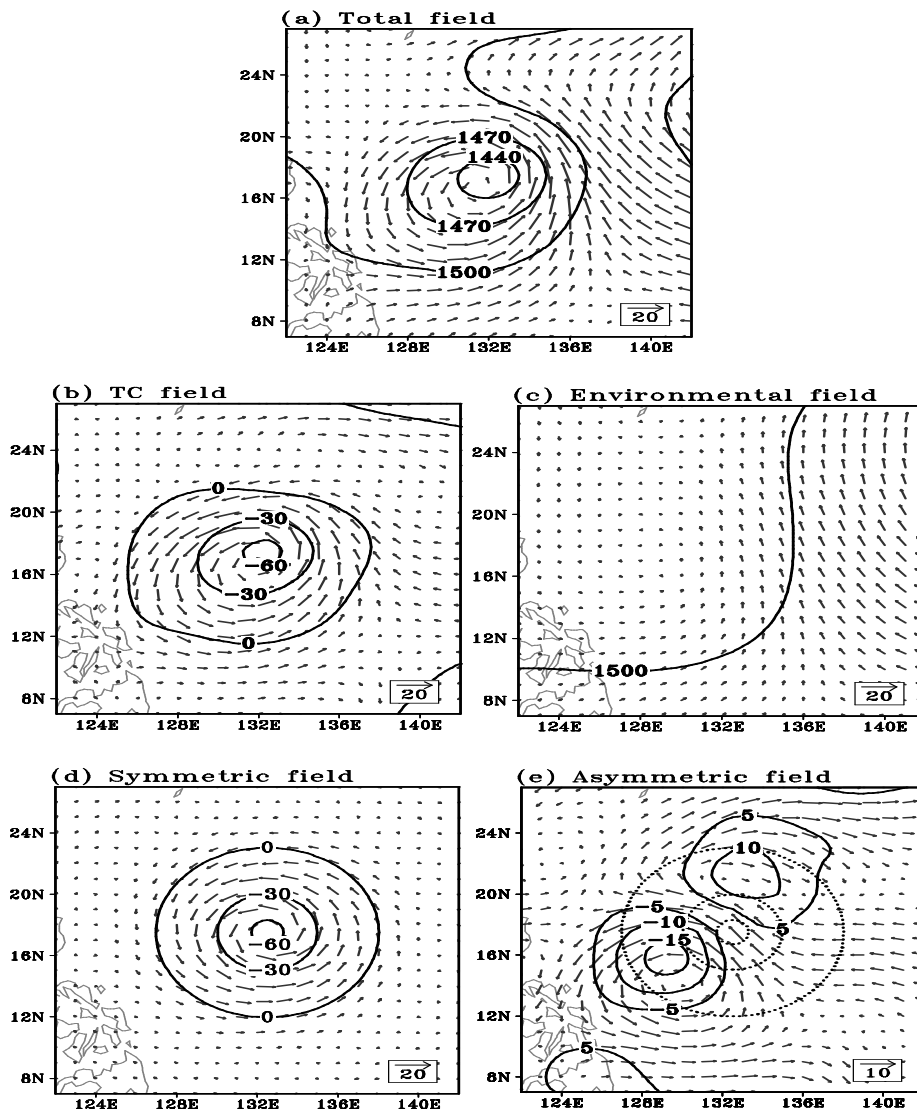 (a) Total field
24N
20N
16N
12N
8N
1470
1440
1470
1500
20
124E 128E 132E 136E 140E
(b) TC field
24N
20N
16N
12N
8N
0
−30
−60
−30
0
20
124E 128E 132E 136E 140E
(c) Environmental field
24N
20N
16N
12N
8N
1500
20
124E 128E 132E 136E 140E
(d) Symmetric field
24N
20N
16N
12N
8N
0
−30
−60
−30
0
20
124E 128E 132E 136E 140E
(e) Asymmetric field
24N
20N
16N
12N
8N
5
10
5
−5
−10
−15
−5
5
10
124E 128E 132E 136E 140E